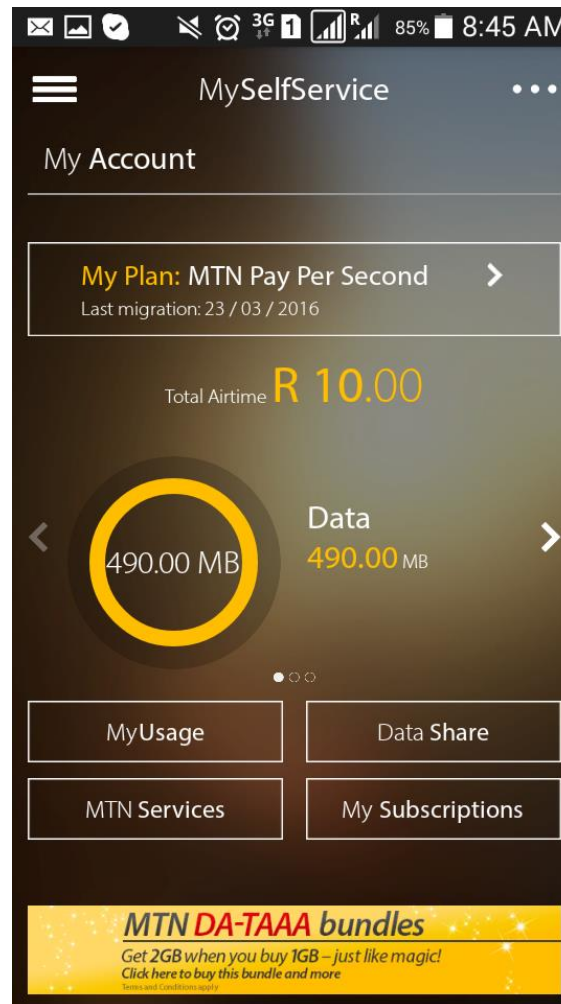 3G 1 R 85% 8:45 AM
MySelfService
My Account
My Plan: MTN Pay Per Second
Last migration: 23 / 03 / 2016
Total Airtime R 10.00
490.00 MB
Data
490.00 MB
MyUsage
Data Share
MTN Services
My Subscriptions
MTN DA-TAAA bundles
Get 2GB when you buy 1GB – just like magic!
Click here to buy this bundle and more
Terms and Conditions apply